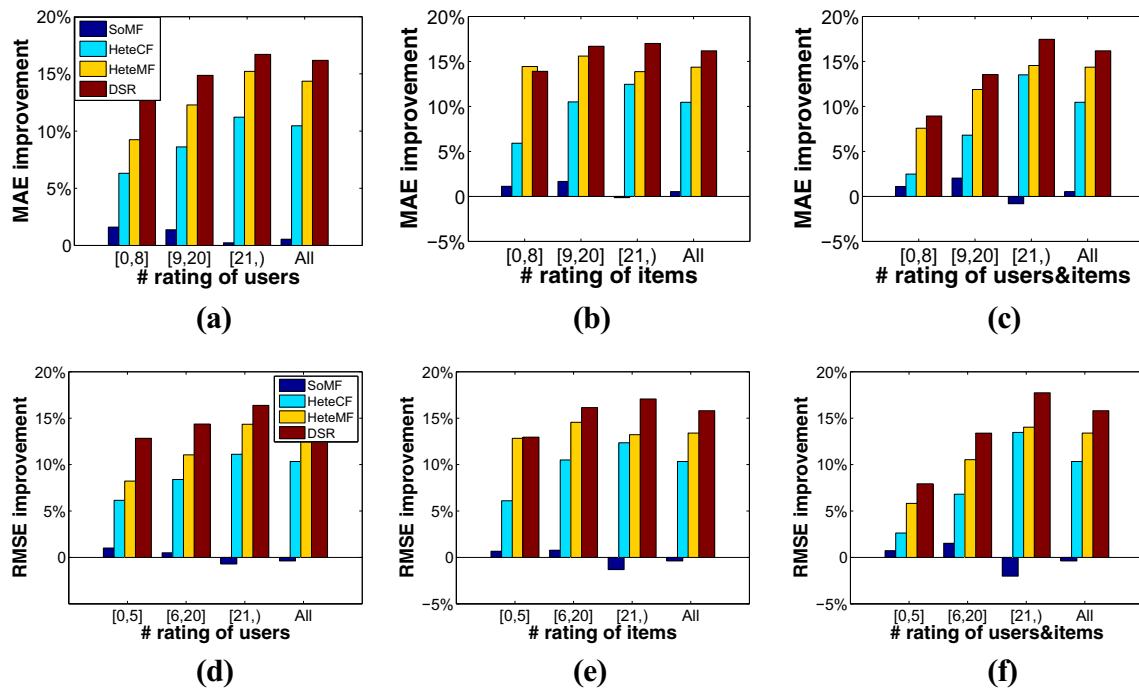 20%
15%
10%
5%
0
MAE improvement
SoMF
HeteCF
HeteMF
DSR
[0,8] [9,20] [21,) All
# rating of users
(a)
20%
15%
10%
5%
0
−5%
MAE improvement
[0,8] [9,20] [21,) All
# rating of items
(b)
20%
15%
10%
5%
0
−5%
MAE improvement
[0,8] [9,20] [21,) All
# rating of users&items
(c)
20%
15%
10%
5%
0
RMSE improvement
SoMF
HeteCF
HeteMF
DSR
[0,5] [6,20] [21,) All
# rating of users
(d)
20%
15%
10%
5%
0
−5%
RMSE improvement
[0,5] [6,20] [21,) All
# rating of items
(e)
20%
15%
10%
5%
0
−5%
RMSE improvement
[0,5] [6,20] [21,) All
# rating of users&items
(f)